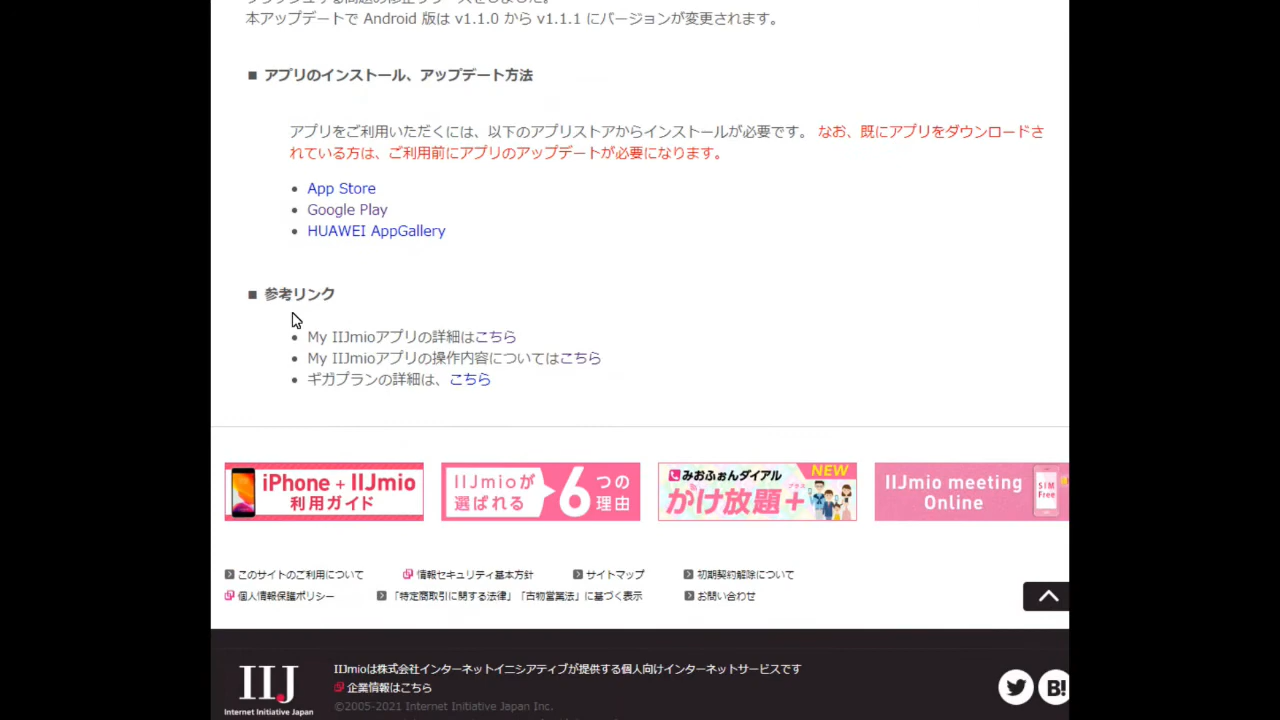 本アップデートで Android 版は v1.1.0 から v1.1.1 にバージョンが変更されます。
■ アプリのインストール、アップデート方法
アプリをご利用いただくには、以下のアプリストアからインストールが必要です。 なお、既にアプリをダウンロードさ
れている方は、ご利用前にアプリのアップデートが必要になります。
• App Store
• Google Play
• HUAWEI AppGallery
■ 参考リンク
• My IIJmioアプリの詳細はこちら
• My IIJmioアプリの操作内容についてはこちら
• ギガプランの詳細は、こちら
iPhone + IIJmio
利用ガイド
IIJmioが
選ばれる
6
つの
理由
みおふぉんダイアル
NEW
かけ放題+
プラス
IIJmio meeting
Online
SIM
Free
このサイトのご利用について
情報セキュリティ基本方針
サイトマップ
初期契約解除について
個人情報保護ポリシー
「特定商取引に関する法律」「古物営業法」に基づく表示
お問い合わせ
IIJ
Internet Initiative Japan
IIJmioは株式会社インターネットイニシアティブが提供する個人向けインターネットサービスです
企業情報はこちら
©2005-2021 Internet Initiative Japan Inc.
B!